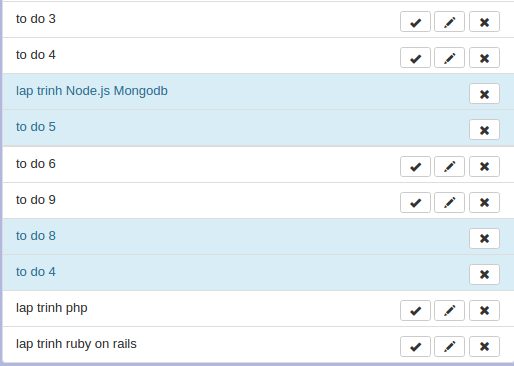 to do 3
to do 4
lap trinh Node.js Mongodb
to do 5
to do 6
to do 9
to do 8
to do 4
lap trinh php
lap trinh ruby on rails